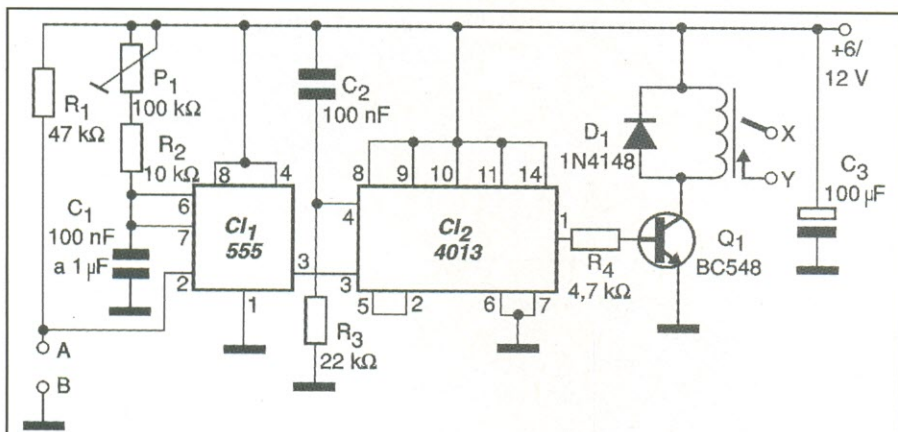 +6/
12 V
P1
100 kΩ
R1
47 kΩ
R2
10 kΩ
C1
100 nF
a 1 µF
C2
100 nF
8
4
6
7
2
CI1
555
3
1
R3
22 kΩ
8
9
10
11
14
4
CI2
4013
1
3
5
2
6
7
R4
4,7 kΩ
D1
1N4148
X
Y
Q1
BC548
C3
100 µF
A
B